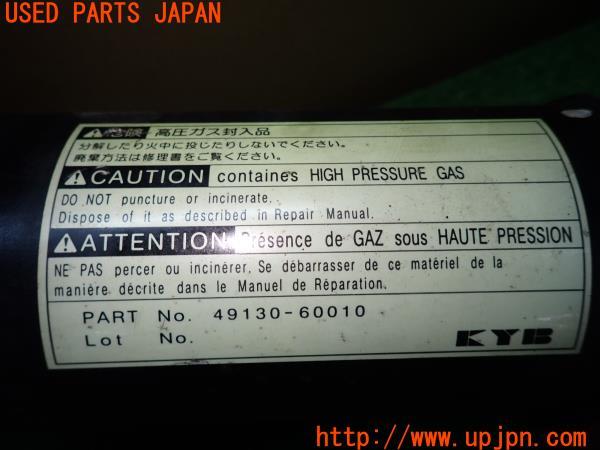 USED PARTS JAPAN
危険 高圧ガス封入品
分解したり火中に投じたりしないでください。
廃棄方法は修理書をご覧ください。
CAUTION containes HIGH PRESSURE GAS
DO NOT puncture or incinerate.
Dispose of it as described in Repair Manual.
ATTENTION Présence de GAZ sous HAUTE PRESSION
NE PAS percer ou incinérer. Se débarrasser de ce matériel de la
manière décrite dans le Manuel de Réparation.
PART No. 49130-60010
Lot No.
KYB
USED PARTS JAPAN
http://www.upjpn.com/